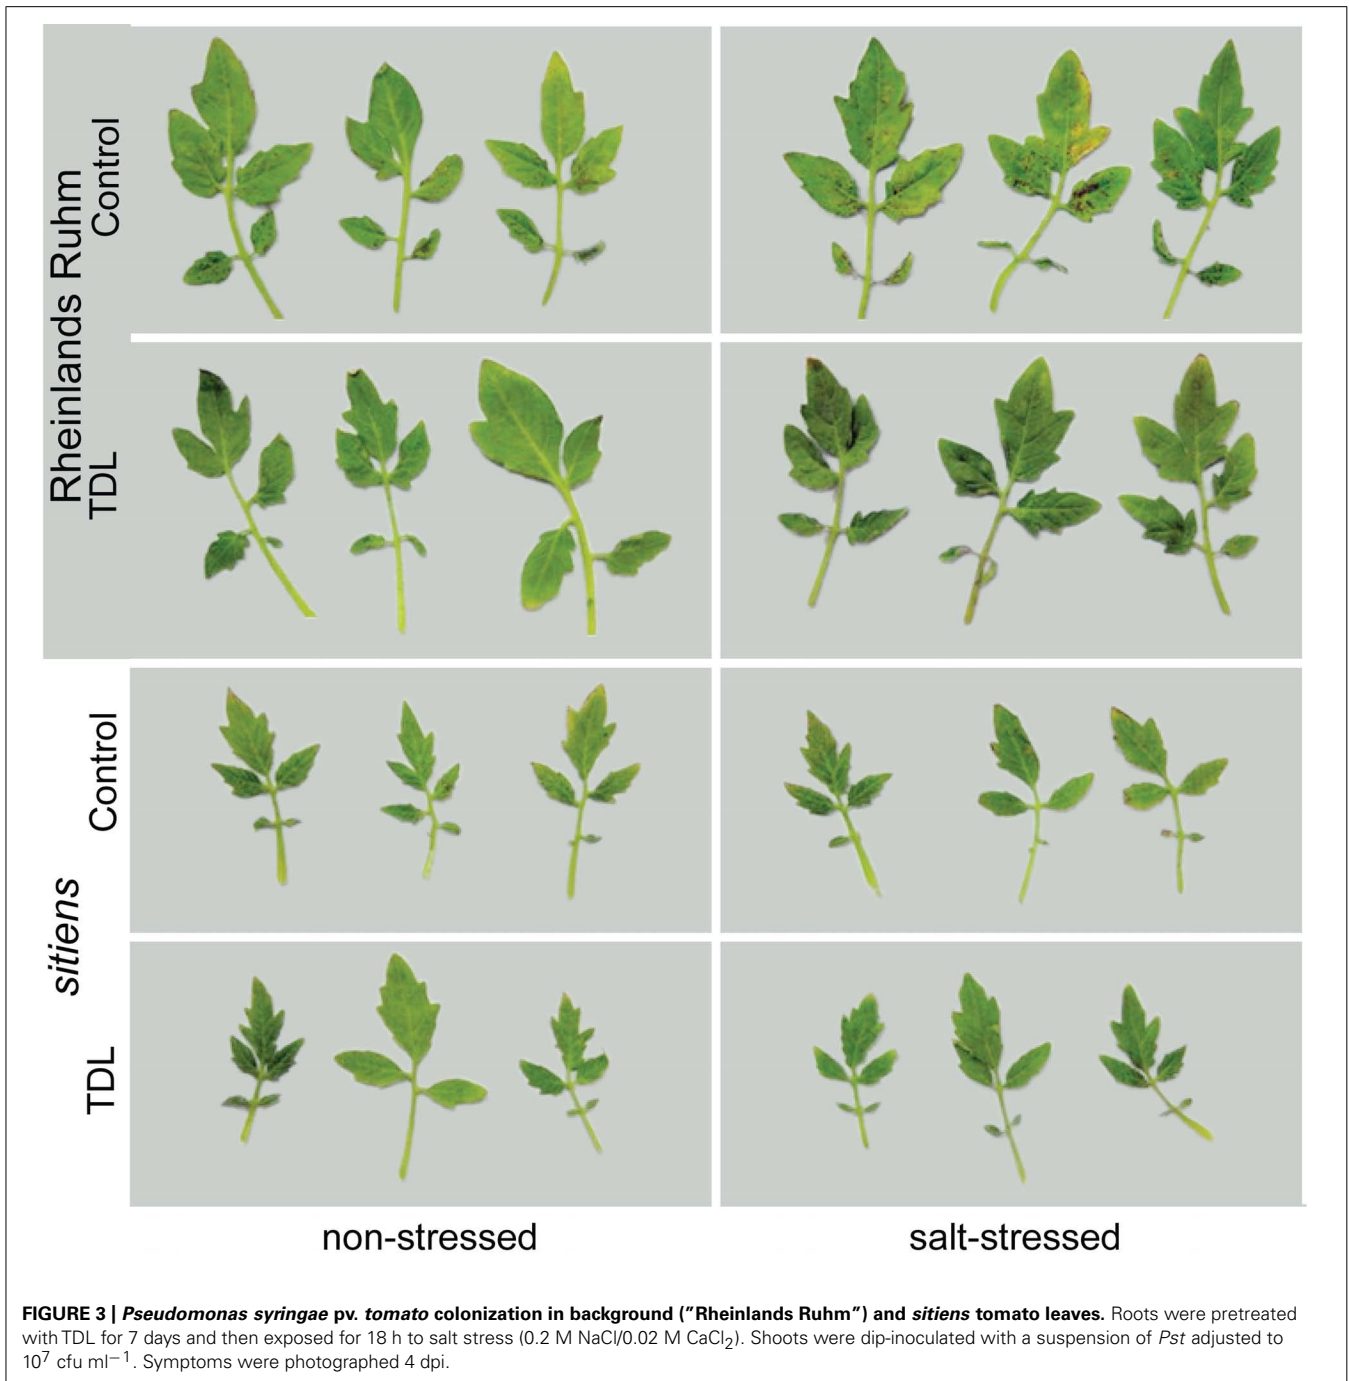 Rheinlands Ruhm
Control
TDL
sitiens
Control
TDL
non-stressed
salt-stressed
FIGURE 3 | Pseudomonas syringae pv. tomato colonization in background ("Rheinlands Ruhm") and sitiens tomato leaves. Roots were pretreated
with TDL for 7 days and then exposed for 18 h to salt stress (0.2 M NaCl/0.02 M CaCl₂). Shoots were dip-inoculated with a suspension of Pst adjusted to
10⁷ cfu ml⁻¹. Symptoms were photographed 4 dpi.